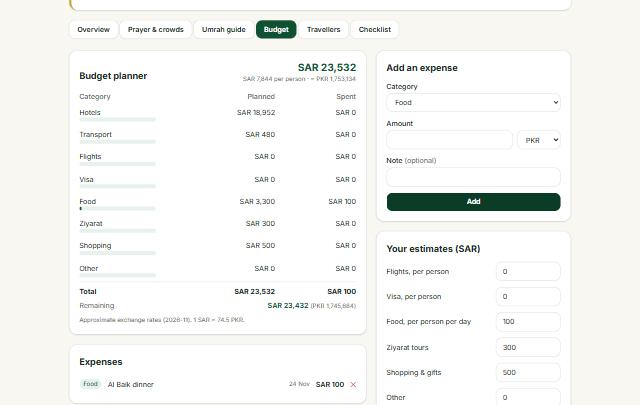 Overview Prayer & crowds Umrah guide Budget Travellers Checklist
Budget planner
SAR 23,532
SAR 7,844 per person · ≈ PKR 1,753,134
Category Planned Spent
Hotels SAR 18,952 SAR 0
Transport SAR 480 SAR 0
Flights SAR 0 SAR 0
Visa SAR 0 SAR 0
Food SAR 3,300 SAR 100
Ziyarat SAR 300 SAR 0
Shopping SAR 500 SAR 0
Other SAR 0 SAR 0
Total SAR 23,532 SAR 100
Remaining SAR 23,432 (PKR 1,745,684)
Approximate exchange rates (2026-11). 1 SAR = 74.5 PKR.
Expenses
Food Al Baik dinner 24 Nov SAR 100 ×
Add an expense
Category
Food
Amount
PKR
Note (optional)
Add
Your estimates (SAR)
Flights, per person 0
Visa, per person 0
Food, per person per day 100
Ziyarat tours 300
Shopping & gifts 500
Other 0